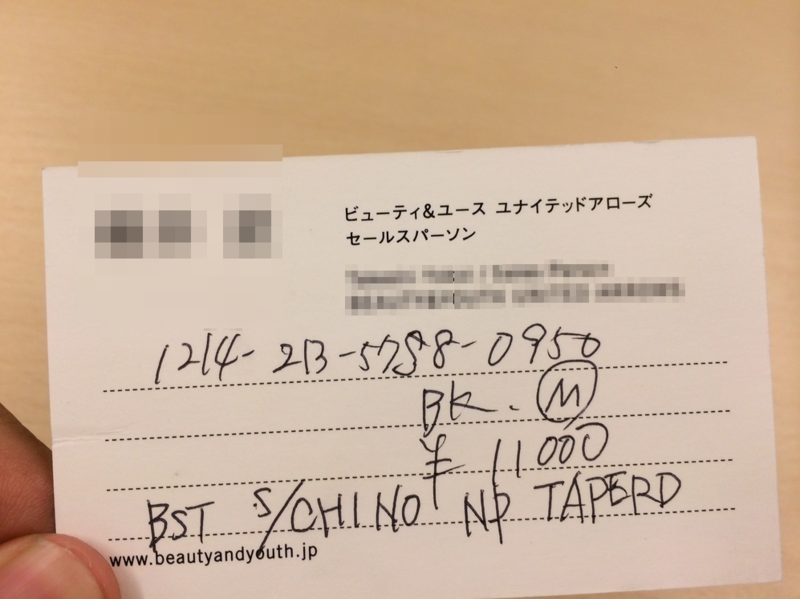 ビューティ&ユース ユナイテッドアローズ
セールスパーソン
1214-213-5758-0950
BK. M
¥ 11000
BST S/CHINO NP TAPERD
www.beautyandyouth.jp